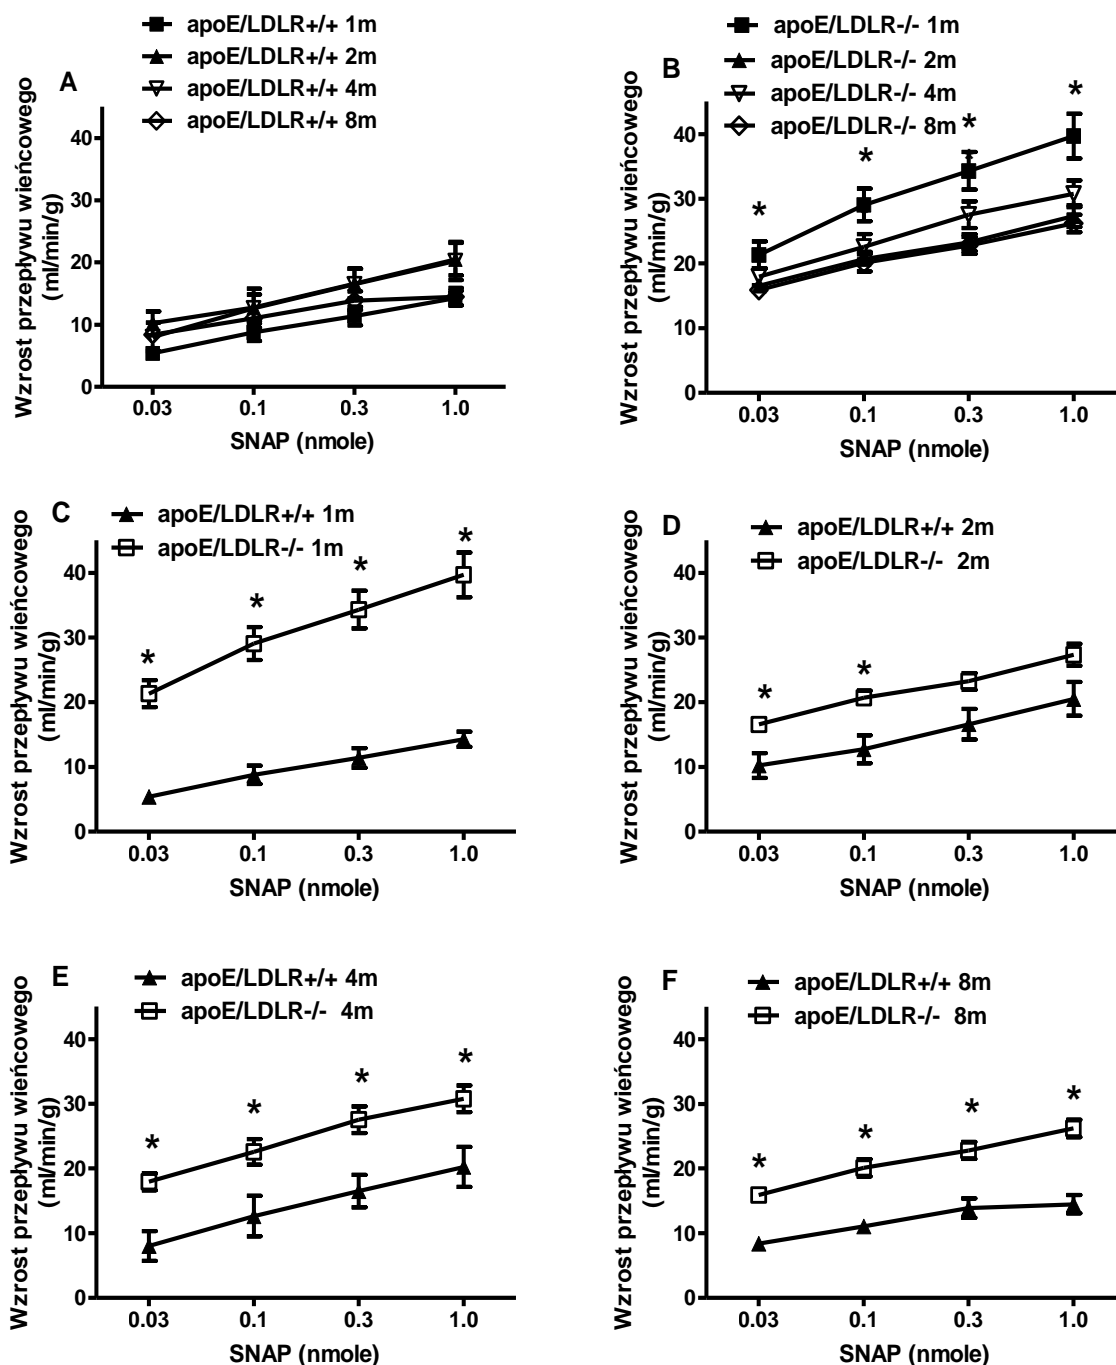 A
apoE/LDLR+/+ 1m
apoE/LDLR+/+ 2m
apoE/LDLR+/+ 4m
apoE/LDLR+/+ 8m
Wzrost przepływu wieńcowego
(ml/min/g)
40
30
20
10
0
0.03 0.1 0.3 1.0
SNAP (nmole)
B
apoE/LDLR-/- 1m
apoE/LDLR-/- 2m
apoE/LDLR-/- 4m
apoE/LDLR-/- 8m
Wzrost przepływu wieńcowego
(ml/min/g)
40
30
20
10
0
* * * *
0.03 0.1 0.3 1.0
SNAP (nmole)
C
apoE/LDLR+/+ 1m
apoE/LDLR-/- 1m
Wzrost przepływu wieńcowego
(ml/min/g)
40
30
20
10
0
* * * *
0.03 0.1 0.3 1.0
SNAP (nmole)
D
apoE/LDLR+/+ 2m
apoE/LDLR-/- 2m
Wzrost przepływu wieńcowego
(ml/min/g)
40
30
20
10
0
* *
0.03 0.1 0.3 1.0
SNAP (nmole)
E
apoE/LDLR+/+ 4m
apoE/LDLR-/- 4m
Wzrost przepływu wieńcowego
(ml/min/g)
40
30
20
10
0
* * * *
0.03 0.1 0.3 1.0
SNAP (nmole)
F
apoE/LDLR+/+ 8m
apoE/LDLR-/- 8m
Wzrost przepływu wieńcowego
(ml/min/g)
40
30
20
10
0
* * * *
0.03 0.1 0.3 1.0
SNAP (nmole)